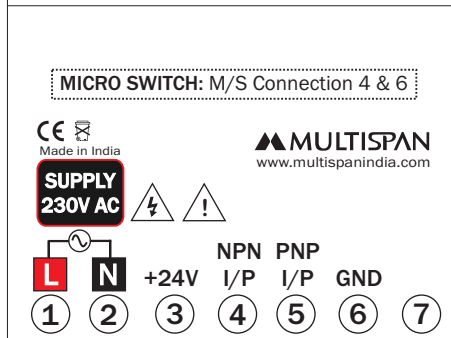 MICRO SWITCH: M/S Connection 4 & 6
CE
Made in India
MULTISPAN
www.multispanindia.com
SUPPLY
230V AC
L N +24V NPN I/P PNP I/P GND
1 2 3 4 5 6 7